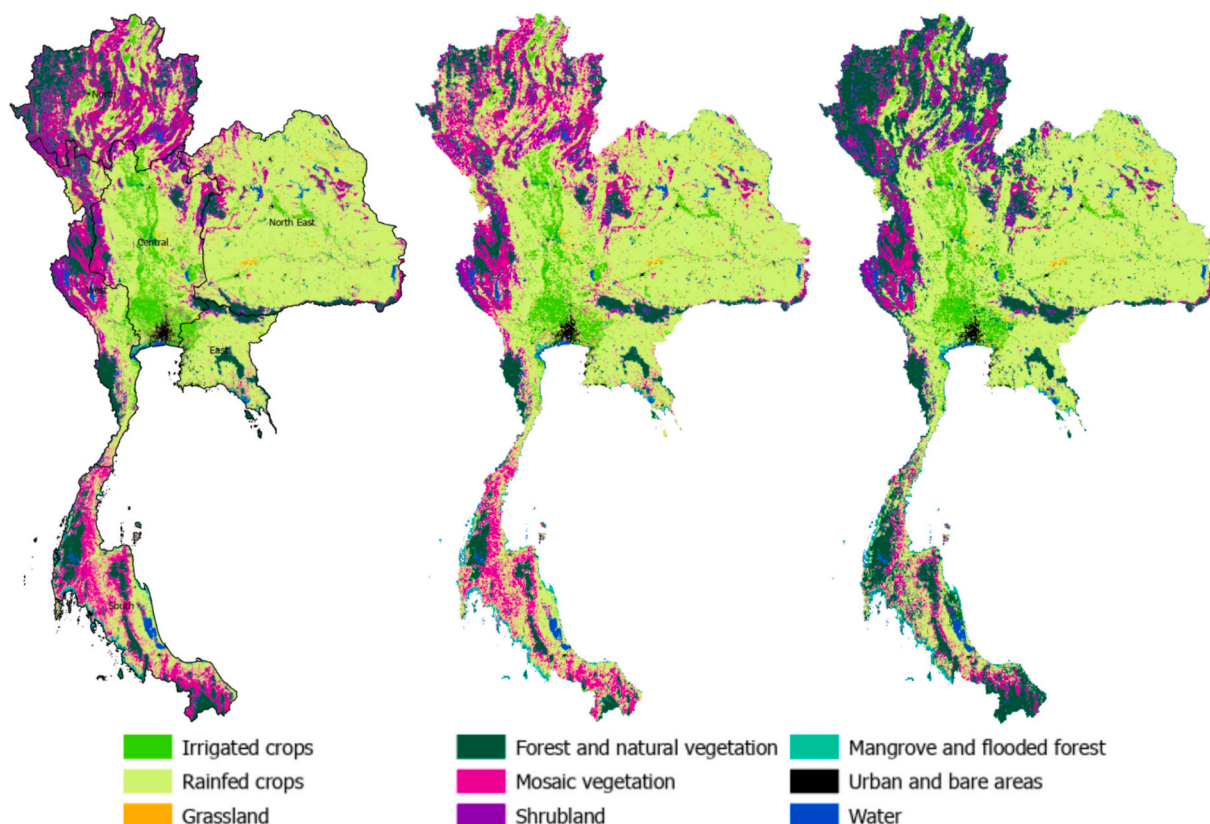 North
North East
Central
West
East
South
Irrigated crops
Forest and natural vegetation
Mangrove and flooded forest
Rainfed crops
Mosaic vegetation
Urban and bare areas
Grassland
Shrubland
Water